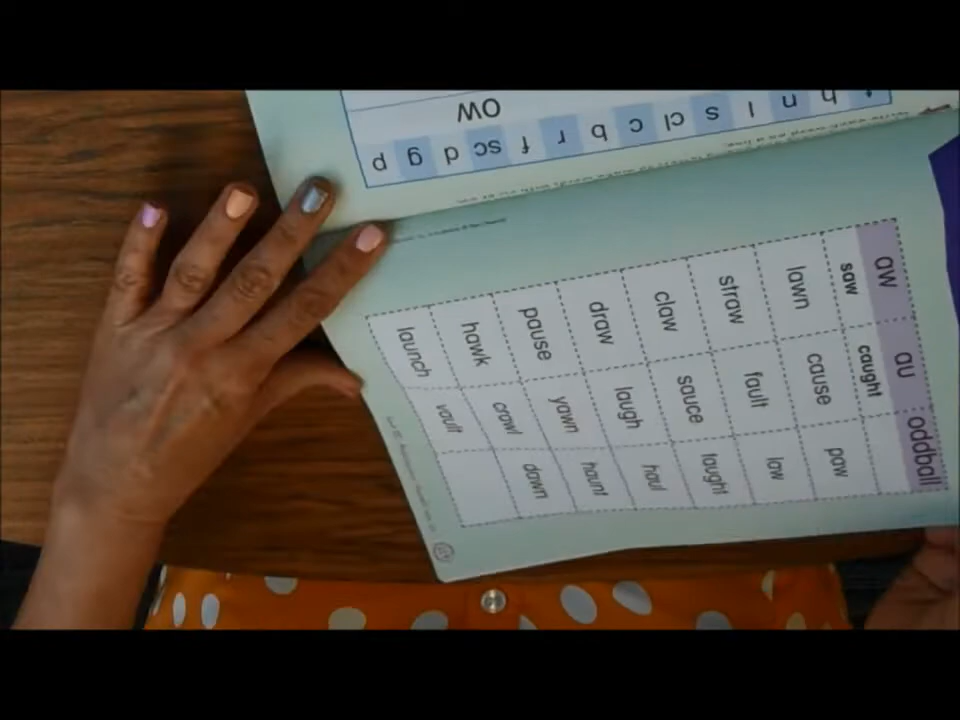 aw au oddball
saw caught
lawn cause paw
straw fault law
claw sauce taught
draw laugh haul
pause yawn haunt
hawk crawl dawn
launch vault
ow
h n l s cl c b r f sc d g p